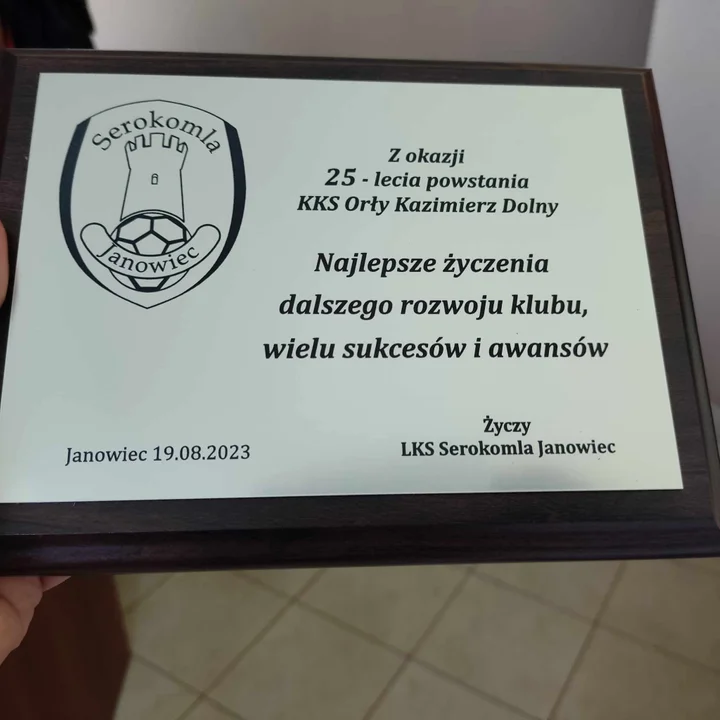 Serokomla
Janowiec
Z okazji
25 - lecia powstania
KKS Orły Kazimierz Dolny
Najlepsze życzenia
dalszego rozwoju klubu,
wielu sukcesów i awansów
Życzy
LKS Serokomla Janowiec
Janowiec 19.08.2023